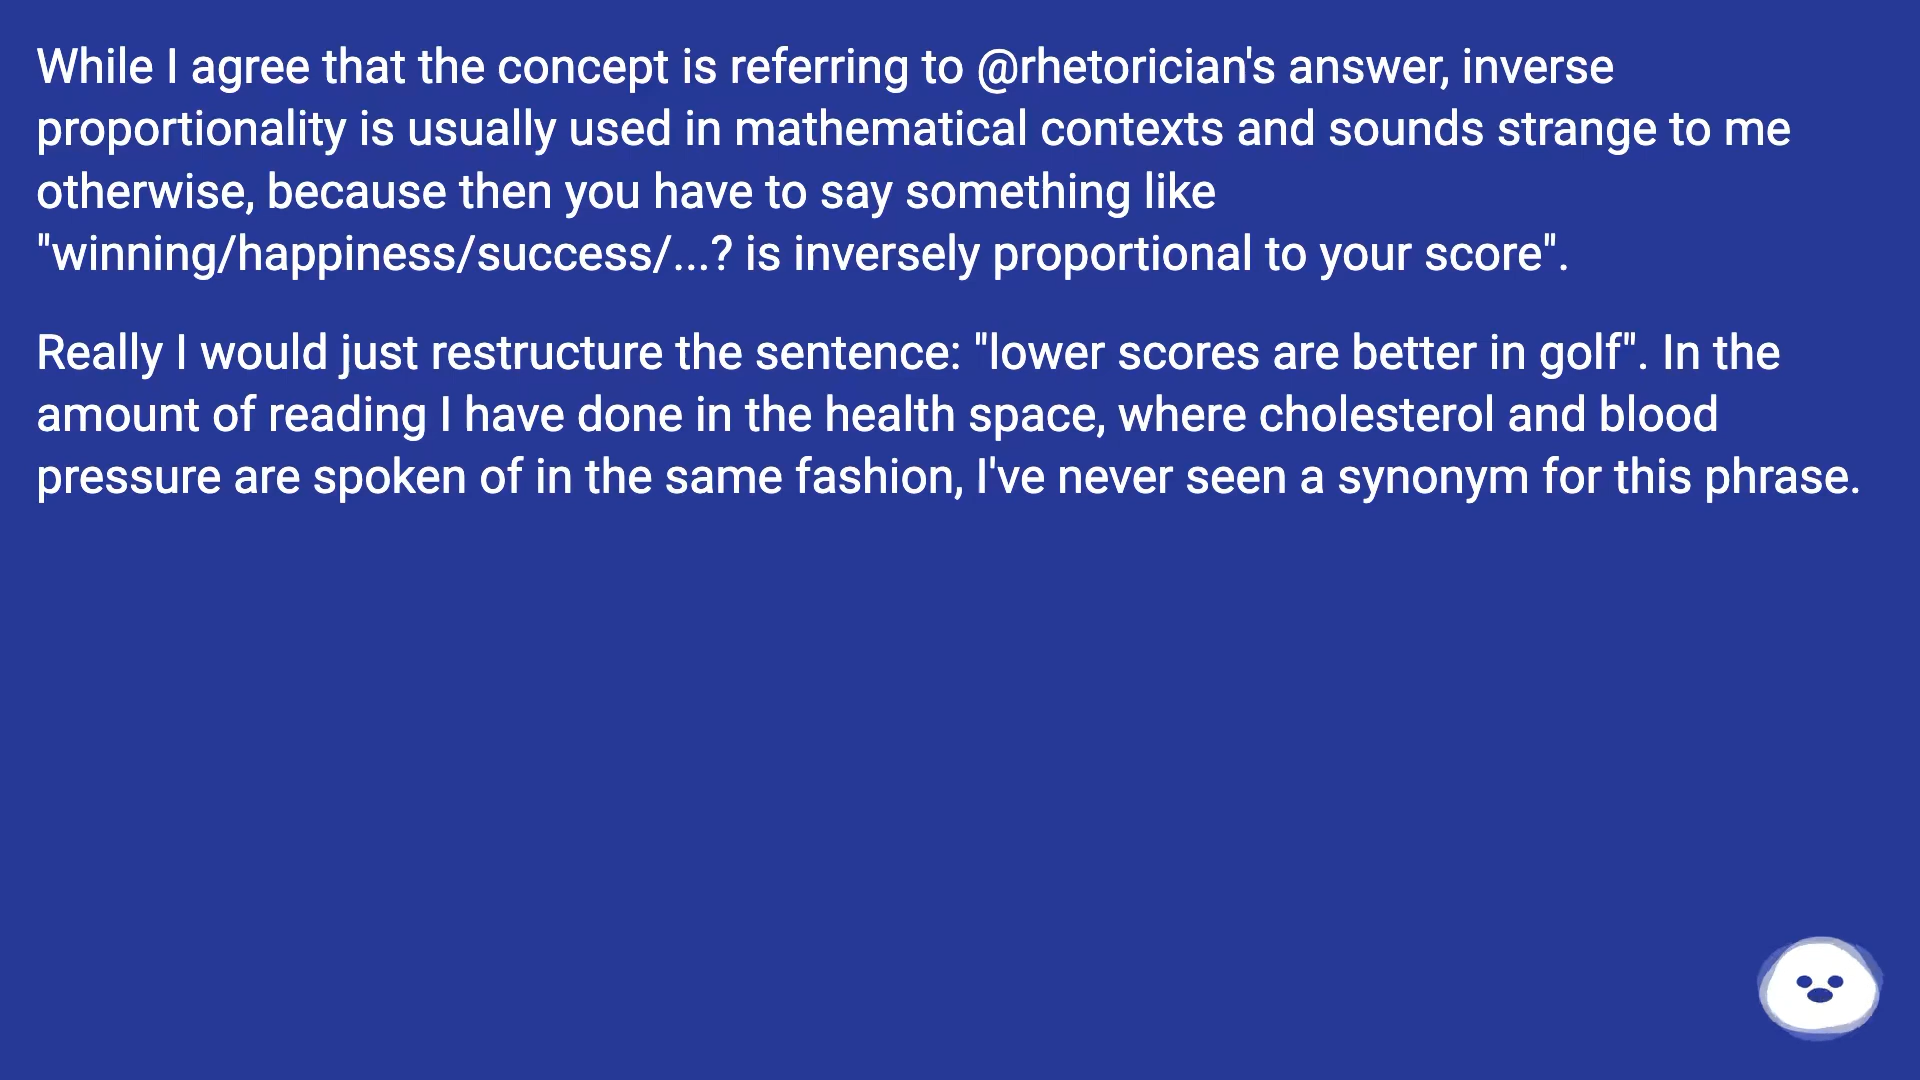 While I agree that the concept is referring to @rhetorician's answer, inverse
proportionality is usually used in mathematical contexts and sounds strange to me
otherwise, because then you have to say something like
"winning/happiness/success/...? is inversely proportional to your score".
Really I would just restructure the sentence: "lower scores are better in golf". In the
amount of reading I have done in the health space, where cholesterol and blood
pressure are spoken of in the same fashion, I've never seen a synonym for this phrase.